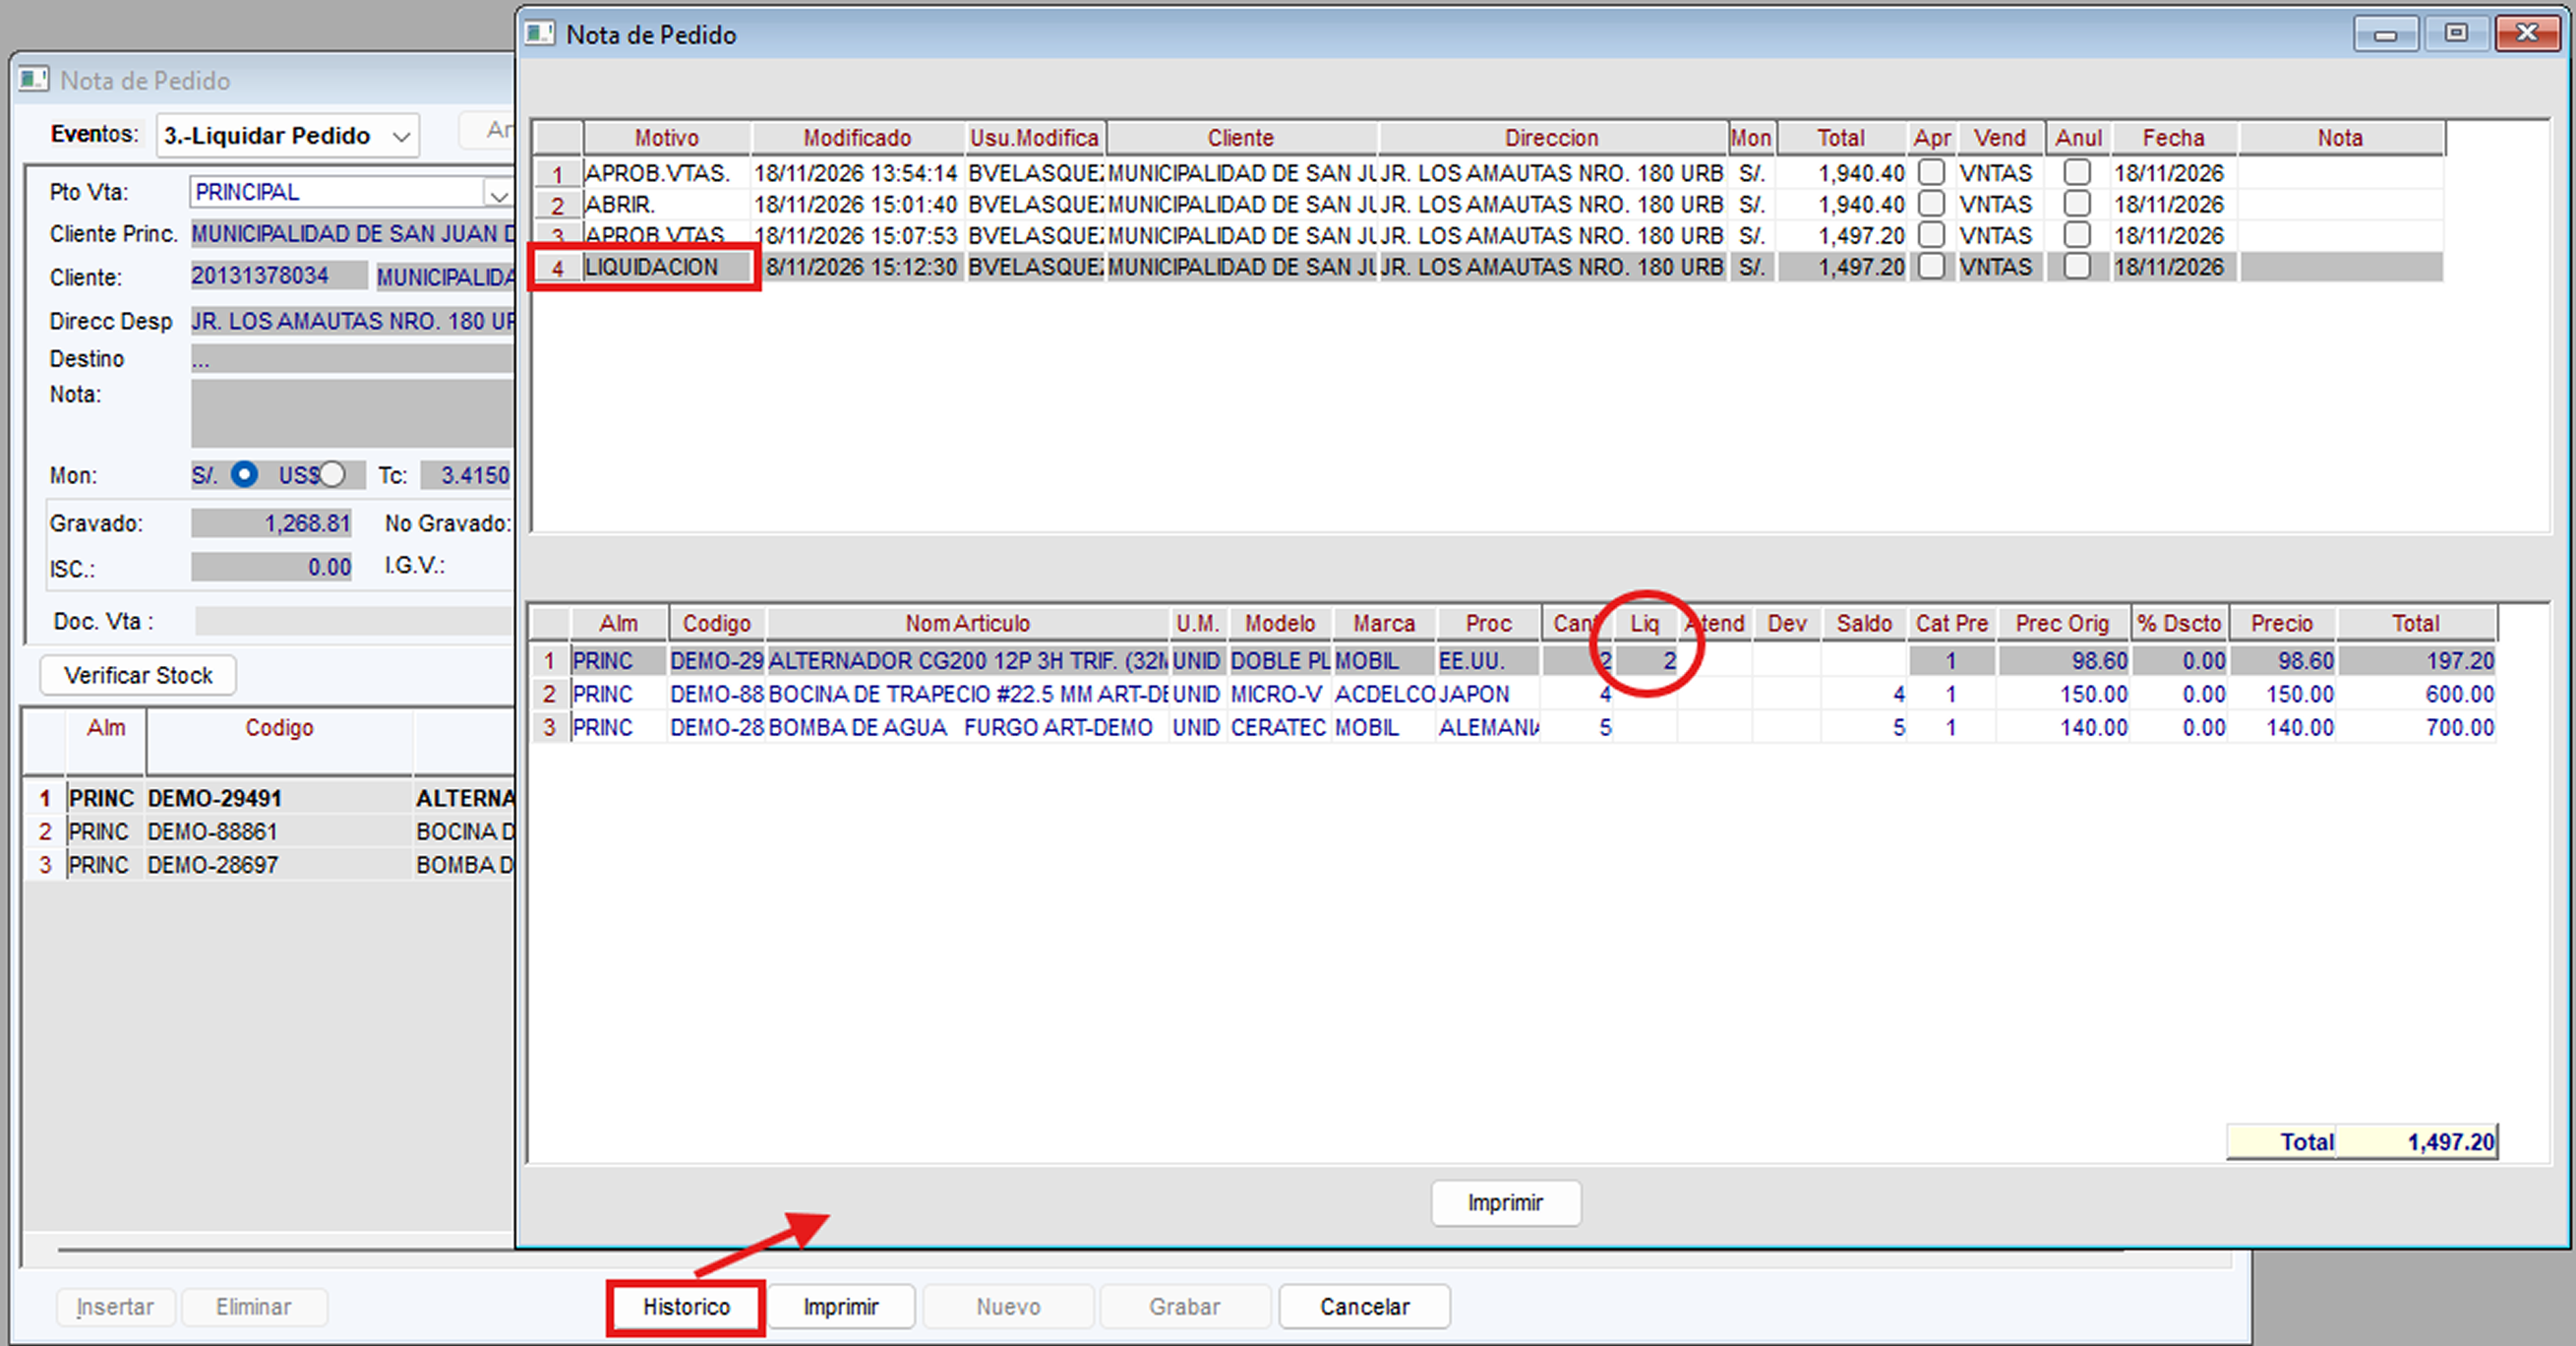 Nota de Pedido
Eventos: 3.-Liquidar Pedido
Pto Vta: PRINCIPAL
Cliente Princ. MUNICIPALIDAD DE SAN JUAN D
Cliente: 20131378034 MUNICIPALIDA
Direcc Desp JR. LOS AMAUTAS NRO. 180 UR
Destino ...
Nota:
Mon: S/. US$ Tc: 3.4150
Gravado: 1,268.81 No Gravado:
ISC.: 0.00 I.G.V.:
Doc. Vta :
Verificar Stock
Alm Codigo
1 PRINC DEMO-29491 ALTERNA
2 PRINC DEMO-88861 BOCINA D
3 PRINC DEMO-28697 BOMBA D
Insertar Eliminar Historico Imprimir Nuevo Grabar Cancelar
Nota de Pedido
Motivo Modificado Usu.Modifica Cliente Direccion Mon Total Apr Vend Anul Fecha Nota
1 APROB.VTAS. 18/11/2026 13:54:14 BVELASQUEZ MUNICIPALIDAD DE SAN JU JR. LOS AMAUTAS NRO. 180 URB S/. 1,940.40 VNTAS 18/11/2026
2 ABRIR. 18/11/2026 15:01:40 BVELASQUEZ MUNICIPALIDAD DE SAN JU JR. LOS AMAUTAS NRO. 180 URB S/. 1,940.40 VNTAS 18/11/2026
3 APROB.VTAS. 18/11/2026 15:07:53 BVELASQUEZ MUNICIPALIDAD DE SAN JU JR. LOS AMAUTAS NRO. 180 URB S/. 1,497.20 VNTAS 18/11/2026
4 LIQUIDACION 8/11/2026 15:12:30 BVELASQUEZ MUNICIPALIDAD DE SAN JU JR. LOS AMAUTAS NRO. 180 URB S/. 1,497.20 VNTAS 18/11/2026
Alm Codigo Nom Articulo U.M. Modelo Marca Proc Cant Liq Atend Dev Saldo Cat Pre Prec Orig % Dscto Precio Total
1 PRINC DEMO-29 ALTERNADOR CG200 12P 3H TRIF. (32M UNID DOBLE PL MOBIL EE.UU. 2 2 1 98.60 0.00 98.60 197.20
2 PRINC DEMO-88 BOCINA DE TRAPECIO #22.5 MM ART-DE UNID MICRO-V ACDELCO JAPON 4 4 1 150.00 0.00 150.00 600.00
3 PRINC DEMO-28 BOMBA DE AGUA FURGO ART-DEMO UNID CERATEC MOBIL ALEMANIA 5 5 1 140.00 0.00 140.00 700.00
Total 1,497.20
Imprimir